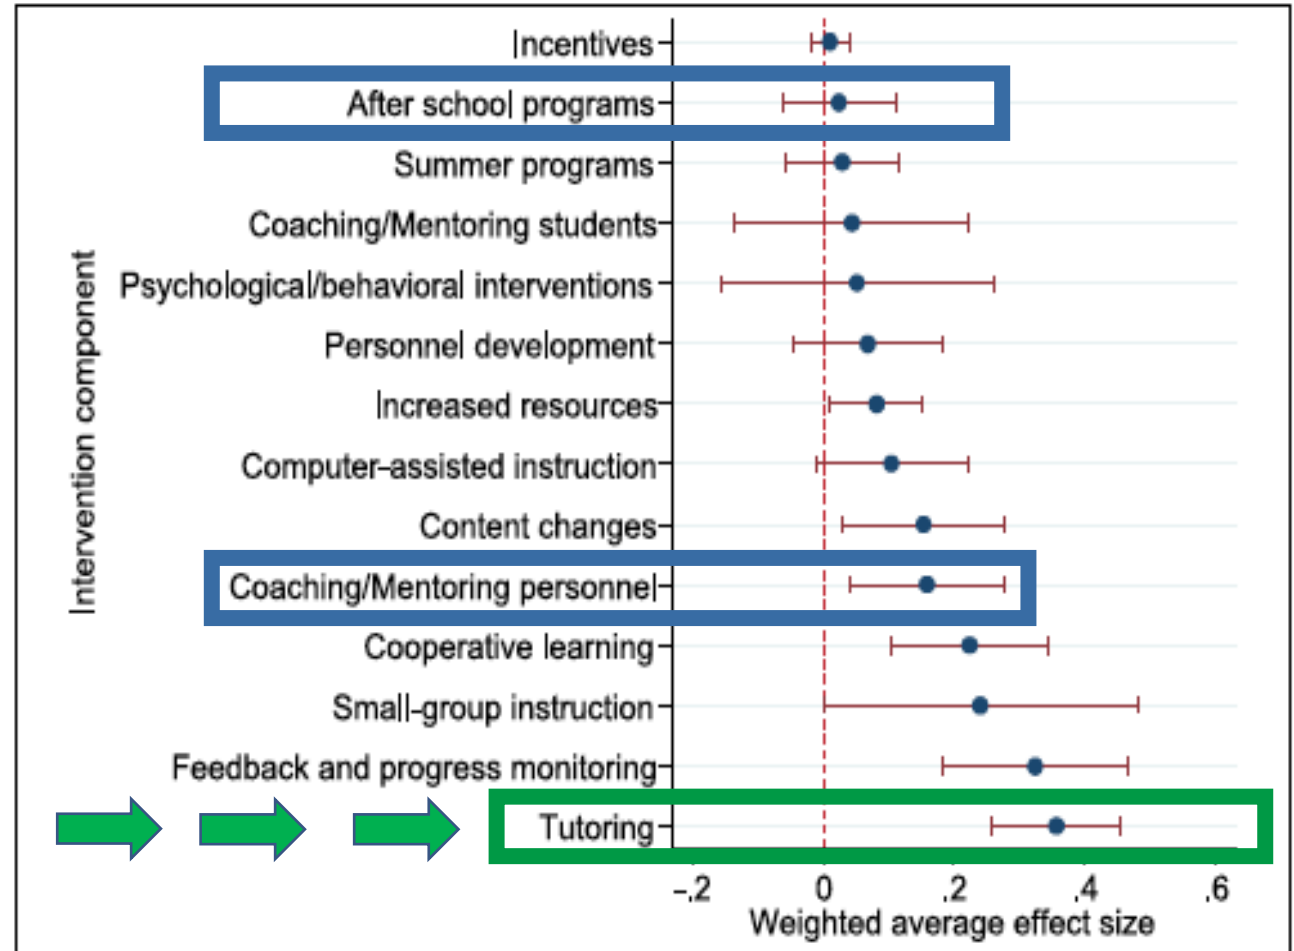 Incentives
After school programs
Summer programs
Coaching/Mentoring students
Psychological/behavioral interventions
Personnel development
Increased resources
Computer-assisted instruction
Content changes
Coaching/Mentoring personnel
Cooperative learning
Small-group instruction
Feedback and progress monitoring
Tutoring
Intervention component
-.2 0 .2 .4 .6
Weighted average effect size